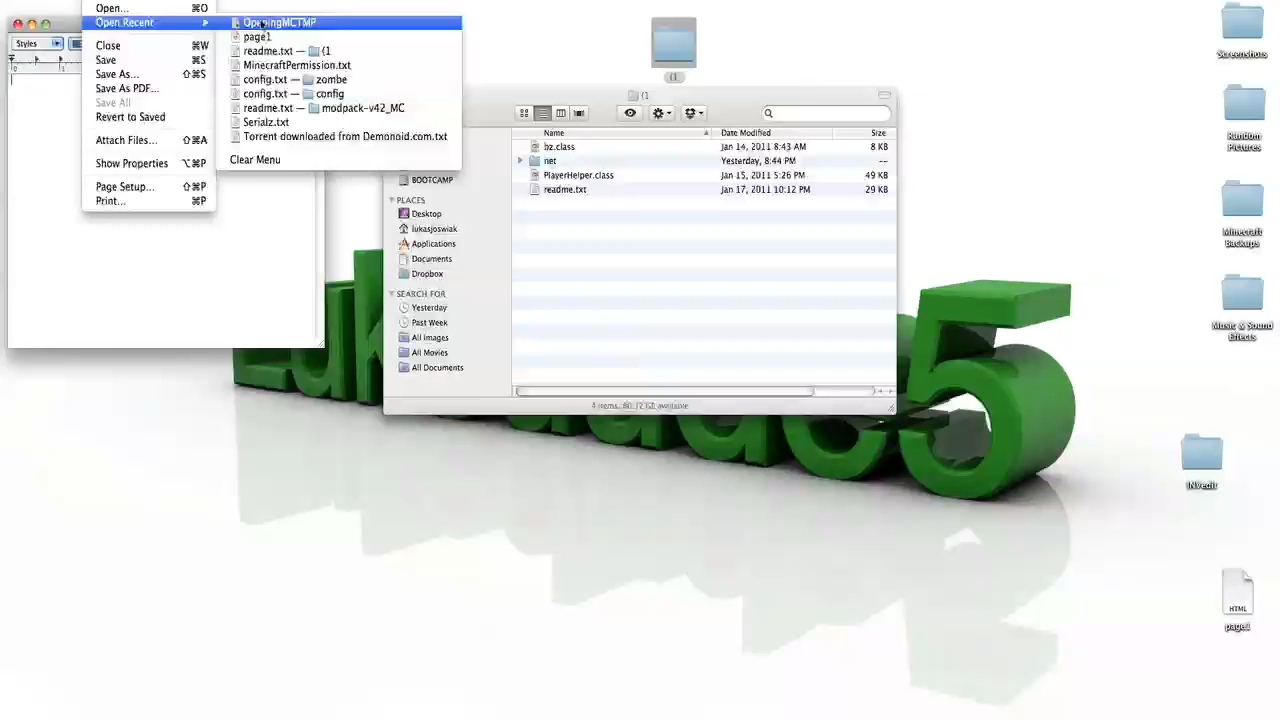 Open... ⌘O
Open Recent
Close ⌘W
Save ⌘S
Save As... ⇧⌘S
Save As PDF...
Save All
Revert to Saved
Attach Files... ⇧⌘A
Show Properties ⌥⌘P
Page Setup... ⇧⌘P
Print... ⌘P
OpeningMCTMP
page1
readme.txt — (1
MinecraftPermission.txt
config.txt — zombe
config.txt — config
readme.txt — modpack-v42_MC
Serialz.txt
Torrent downloaded from Demonoid.com.txt
Clear Menu
Styles
0 1
(1
(1
Name Date Modified Size
bz.class Jan 14, 2011 8:43 AM 8 KB
net Yesterday, 8:44 PM --
PlayerHelper.class Jan 15, 2011 5:26 PM 49 KB
readme.txt Jan 17, 2011 10:12 PM 29 KB
BOOTCAMP
PLACES
Desktop
lukasjoswiak
Applications
Documents
Dropbox
SEARCH FOR
Yesterday
Past Week
All Images
All Movies
All Documents
Screenshots
Random
Pictures
Minecraft
Backups
Music & Sound
Effects
INVedit
HTML
page1